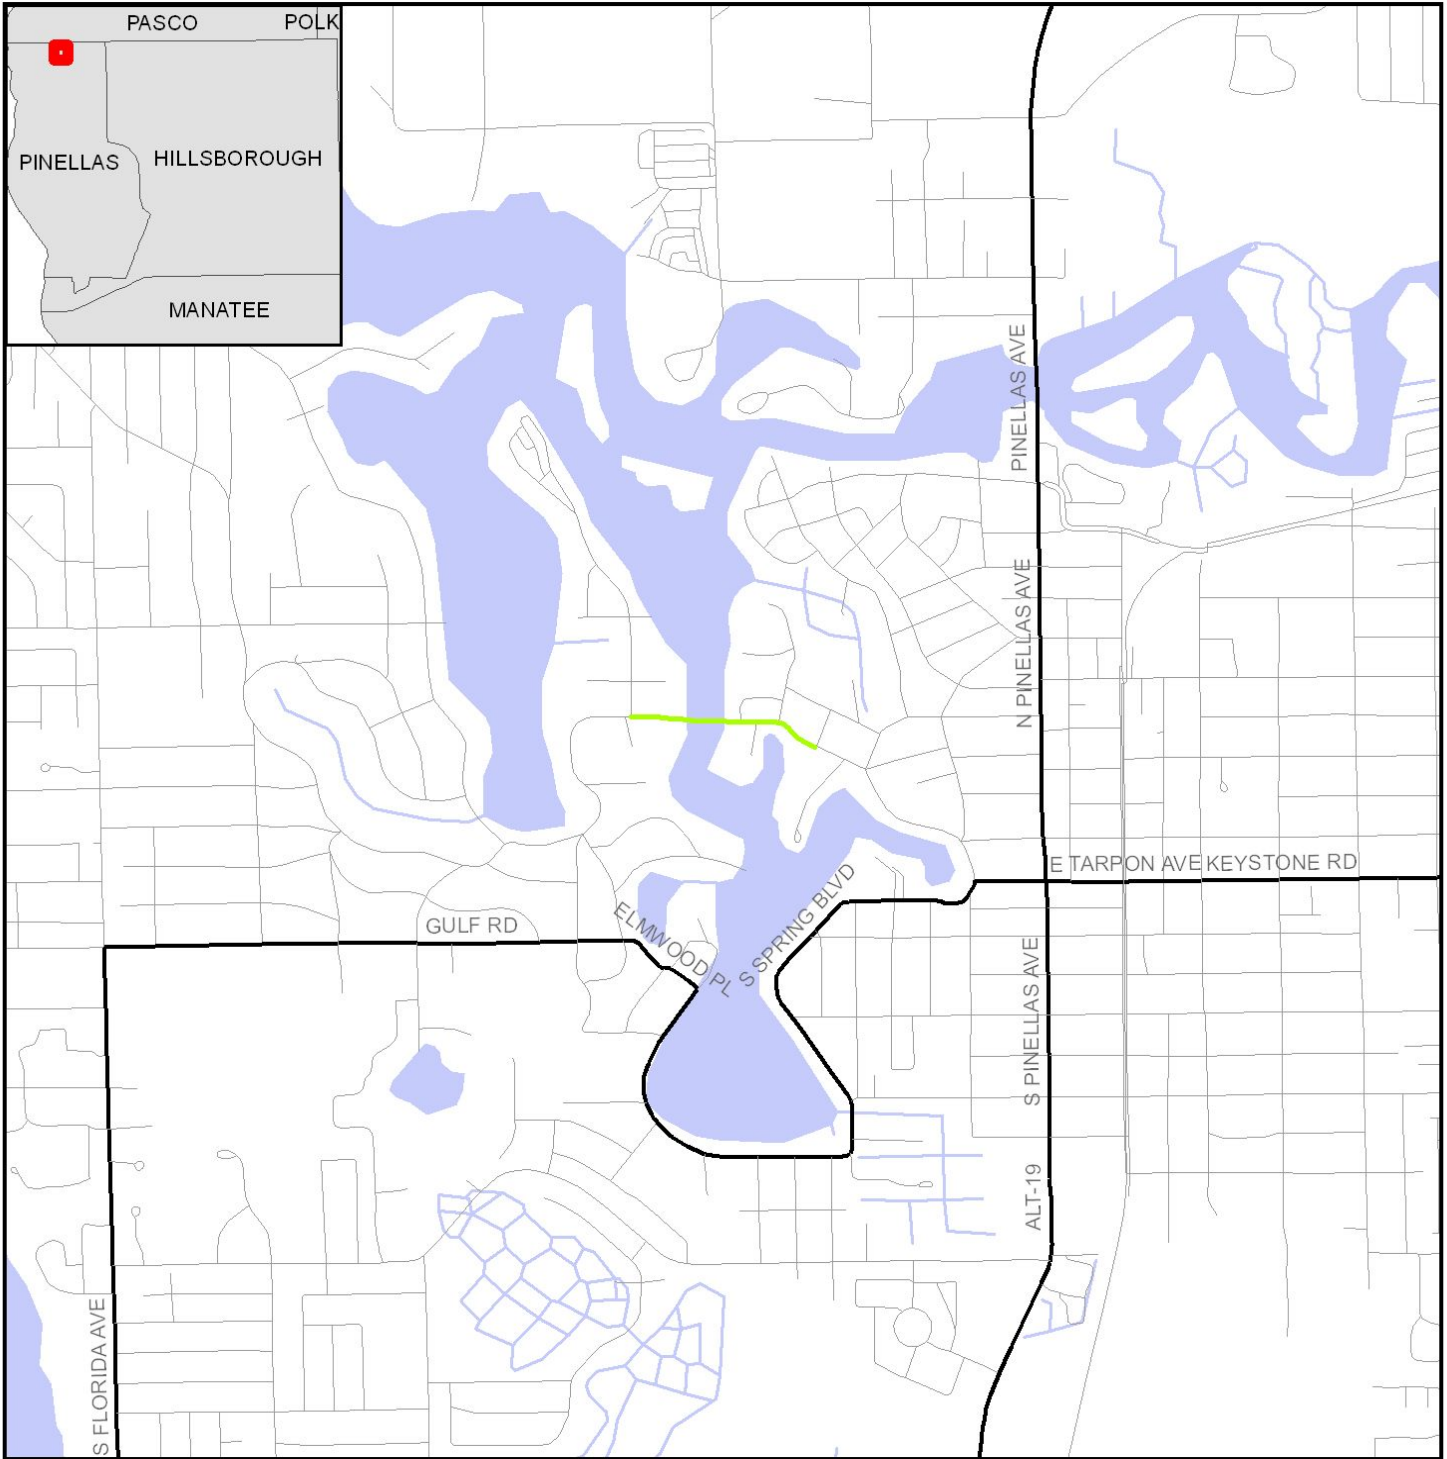 PASCO
POLK
PINELLAS
HILLSBOROUGH
MANATEE
PINELLAS AVE
N PINELLAS AVE
E TARPON AVE KEYSTONE RD
S SPRING BLVD
ELMWOOD PL
GULF RD
S PINELLAS AVE
ALT-19
S FLORIDA AVE